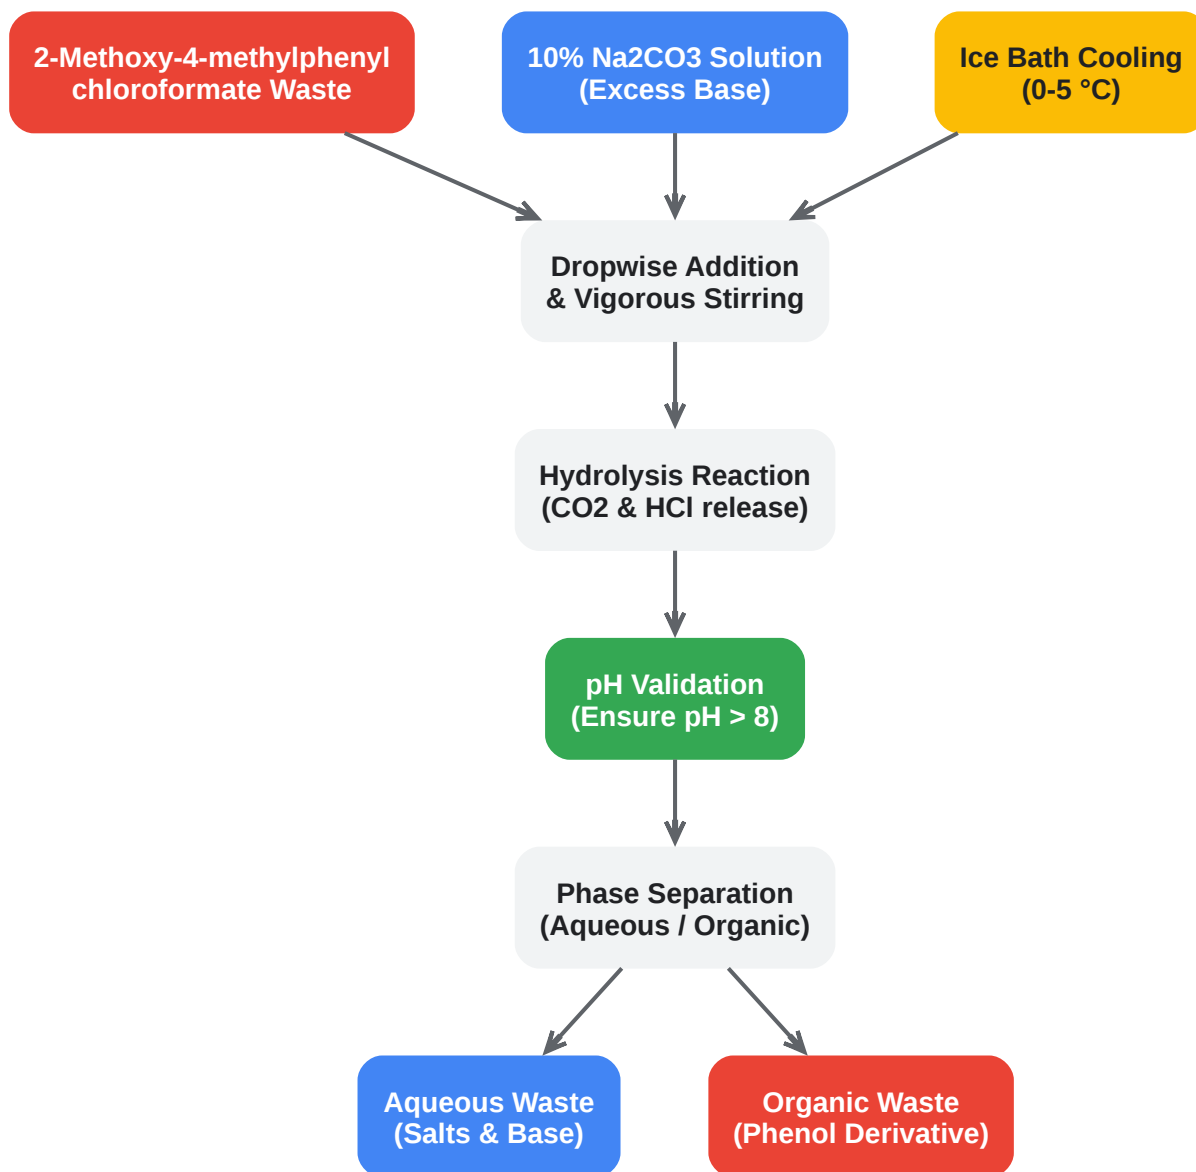 2-Methoxy-4-methylphenyl
chloroformate Waste
10% Na2CO3 Solution
(Excess Base)
Ice Bath Cooling
(0-5 °C)
Dropwise Addition
& Vigorous Stirring
Hydrolysis Reaction
(CO2 & HCl release)
pH Validation
(Ensure pH > 8)
Phase Separation
(Aqueous / Organic)
Aqueous Waste
(Salts & Base)
Organic Waste
(Phenol Derivative)